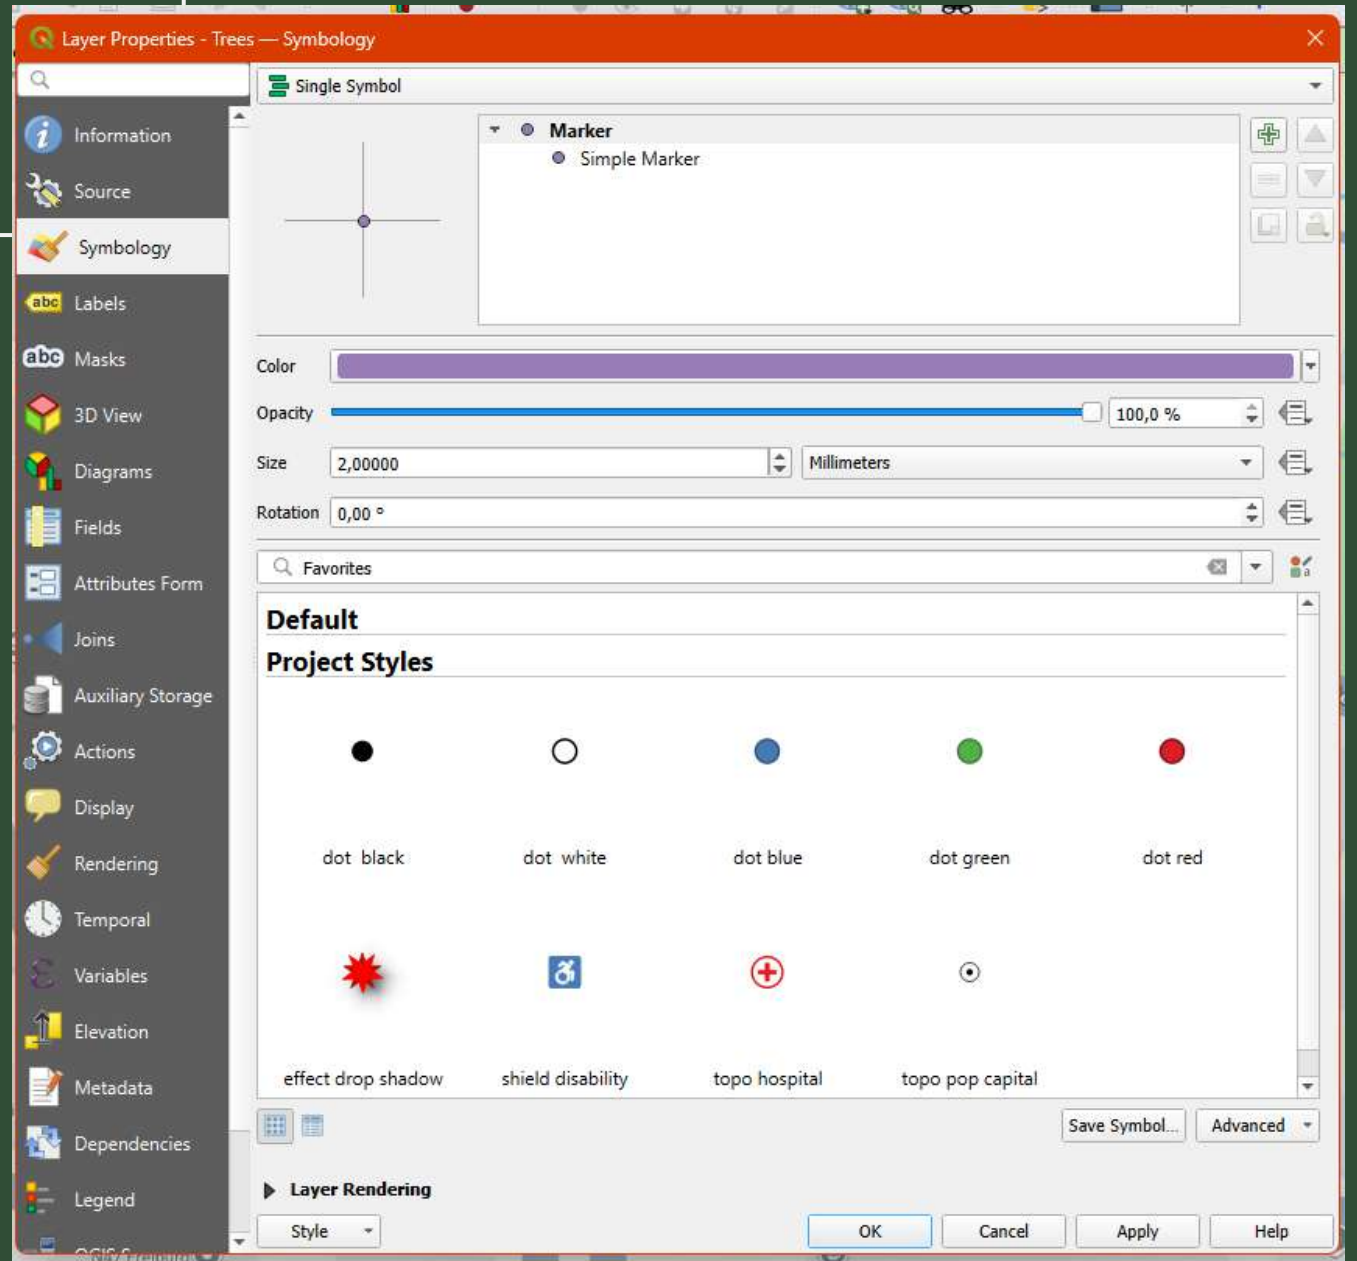 Layer Properties - Trees — Symbology
Single Symbol
Information
Source
Symbology
Labels
Masks
3D View
Diagrams
Fields
Attributes Form
Joins
Auxiliary Storage
Actions
Display
Rendering
Temporal
Variables
Elevation
Metadata
Dependencies
Legend
abc
abc
Marker
Simple Marker
Color
Opacity
100,0 %
Size
2,00000
Millimeters
Rotation
0,00 °
Favorites
Default
Project Styles
dot black
dot white
dot blue
dot green
dot red
effect drop shadow
shield disability
topo hospital
topo pop capital
Save Symbol...
Advanced
Layer Rendering
Style
OK
Cancel
Apply
Help